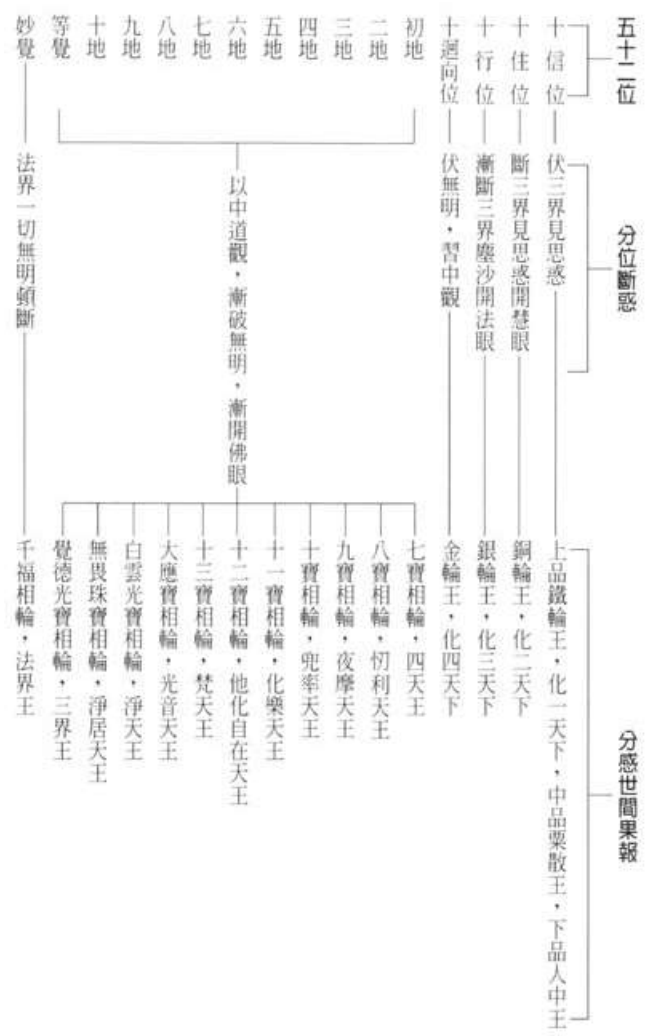 五十二位
分位斷惑
分感世間果報
十信位
伏三界見思惑
上品鐵輪王，化一天下，中品粟散王，下品人中王
十住位
斷三界見思惑開慧眼
銅輪王，化二天下
十行位
漸斷三界塵沙開法眼
銀輪王，化三天下
十迴向位
伏無明，習中觀
金輪王，化四天下
初地
二地
三地
四地
五地
六地
七地
八地
九地
十地
等覺
以中道觀，漸破無明，漸開佛眼
七寶相輪，四天王
八寶相輪，忉利天王
九寶相輪，夜摩天王
十寶相輪，兜率天王
十一寶相輪，化樂天王
十二寶相輪，他化自在天王
十三寶相輪，梵天王
大應寶相輪，光音天王
白雲光寶相輪，淨天王
無畏珠寶相輪，淨居天王
覺德光寶相輪，三界王
妙覺
法界一切無明頓斷
千福相輪，法界王